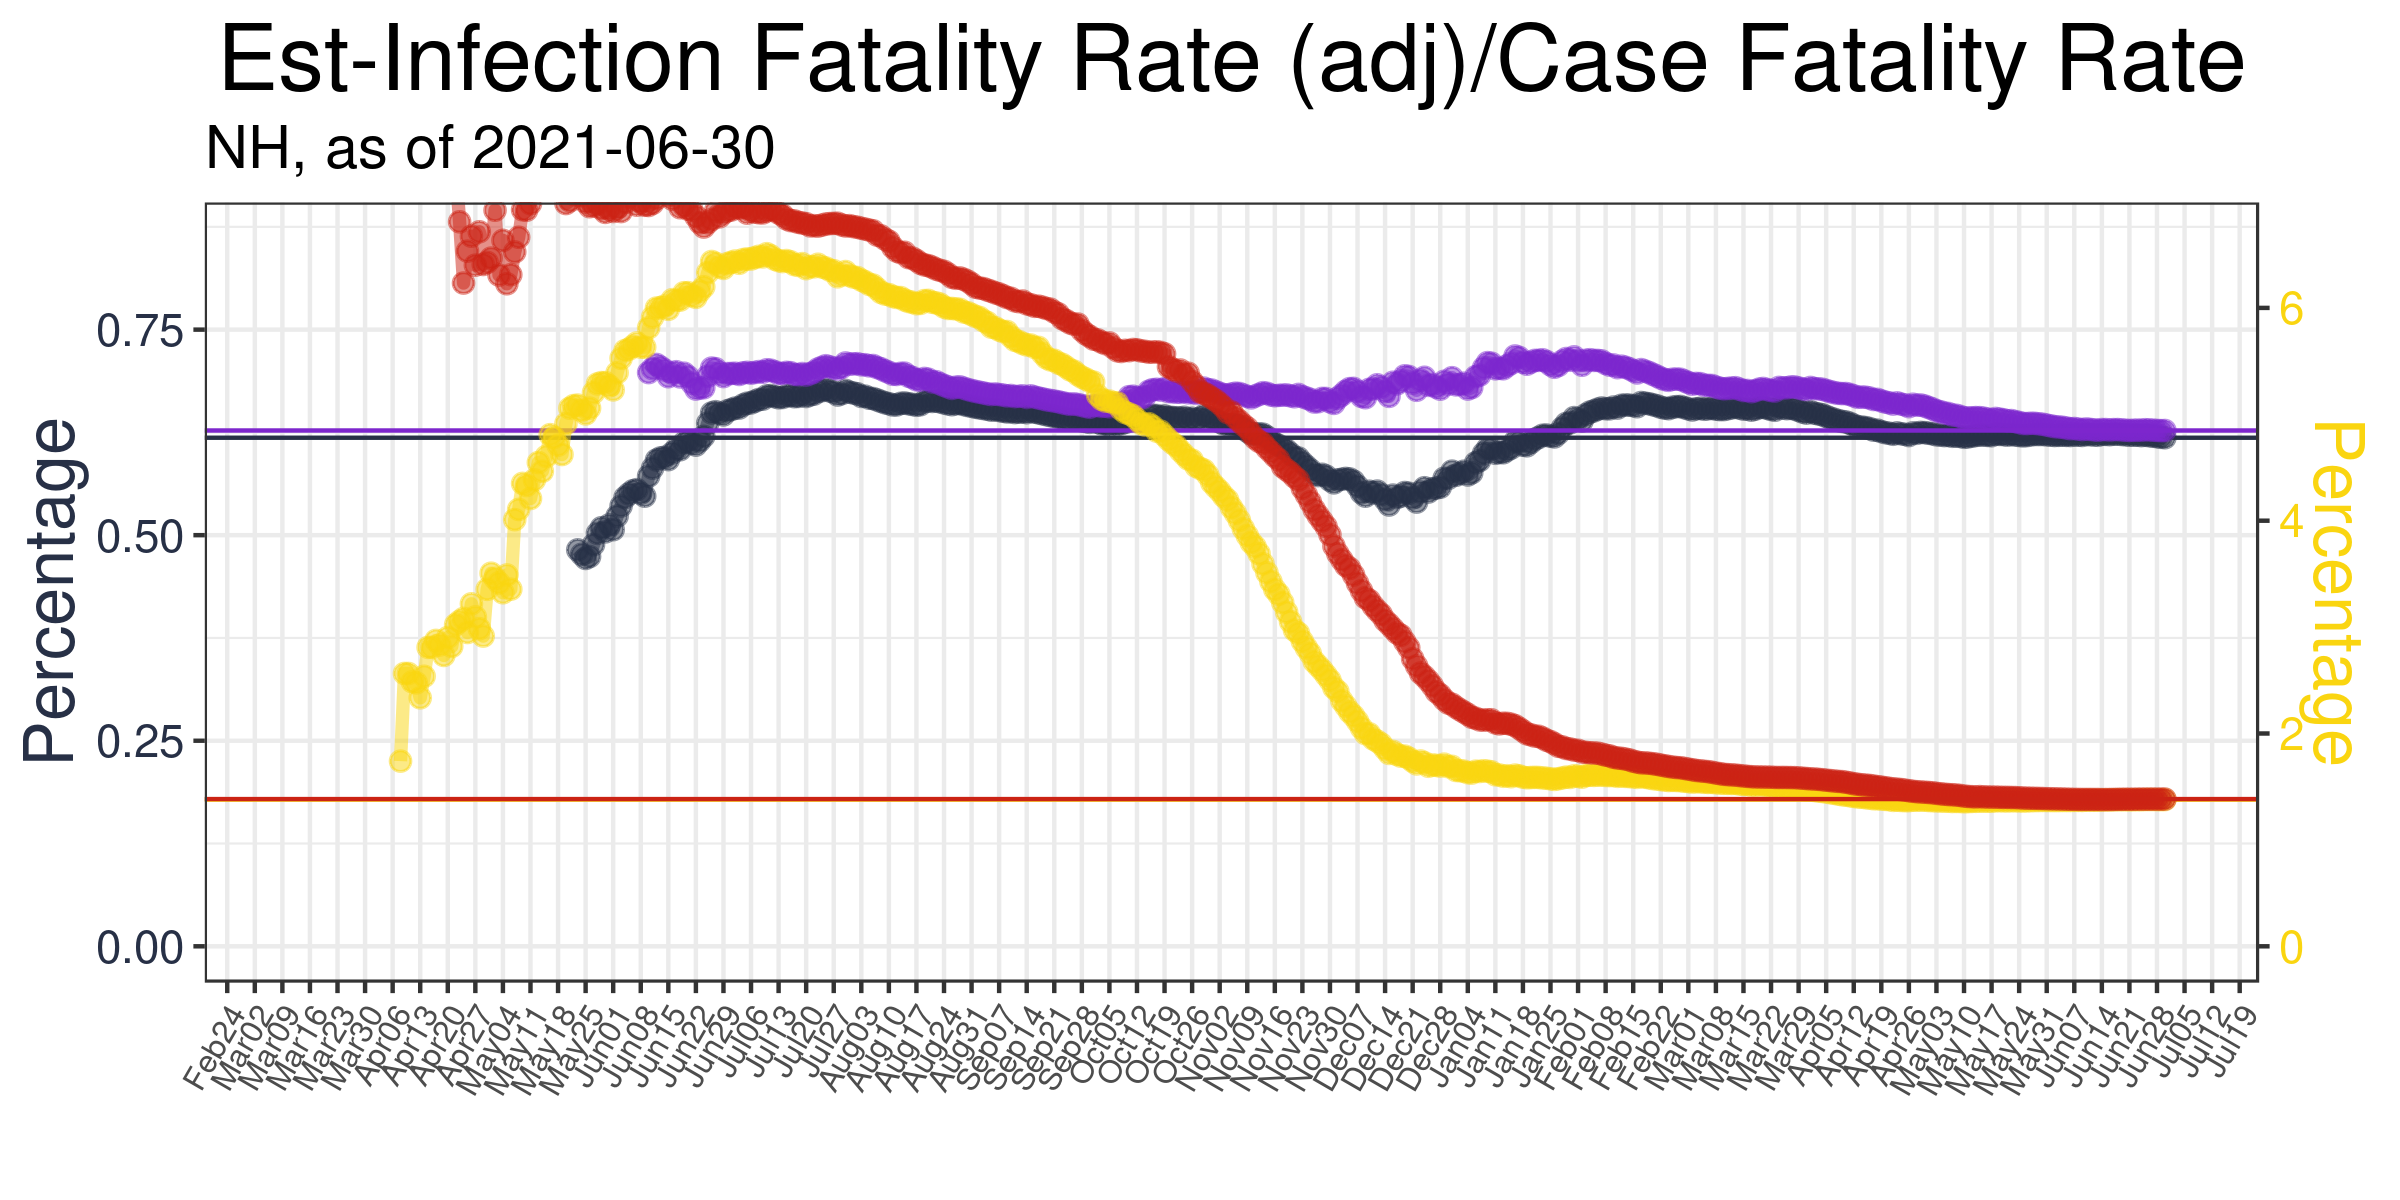 Est-Infection Fatality Rate (adj)/Case Fatality Rate
NH, as of 2021-06-30
Percentage
0.75
0.50
0.25
0.00
6
4
2
0
Percentage
Feb24
Mar02
Mar09
Mar16
Mar23
Mar30
Apr06
Apr13
Apr20
Apr27
May04
May11
May18
May25
Jun01
Jun08
Jun15
Jun22
Jun29
Jul06
Jul13
Jul20
Jul27
Aug03
Aug10
Aug17
Aug24
Aug31
Sep07
Sep14
Sep21
Sep28
Oct05
Oct12
Oct19
Oct26
Nov02
Nov09
Nov16
Nov23
Nov30
Dec07
Dec14
Dec21
Dec28
Jan04
Jan11
Jan18
Jan25
Feb01
Feb08
Feb15
Feb22
Mar01
Mar08
Mar15
Mar22
Mar29
Apr05
Apr12
Apr19
Apr26
May03
May10
May17
May24
May31
Jun07
Jun14
Jun21
Jun28
Jul05
Jul12
Jul19